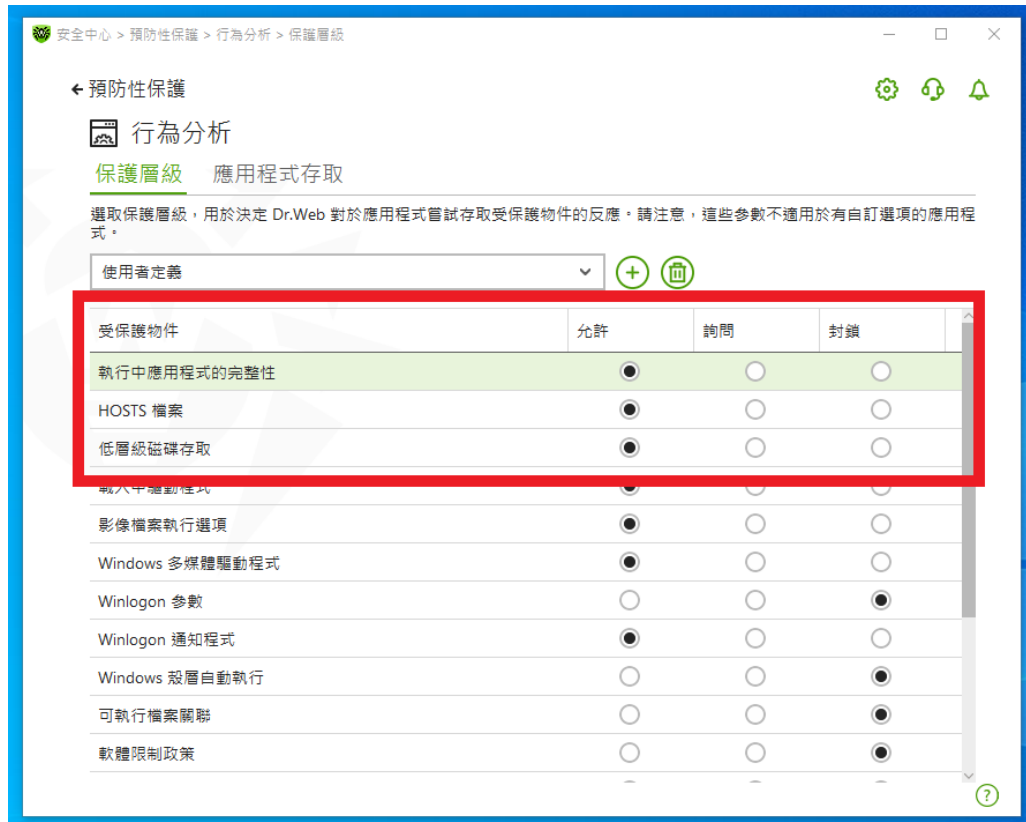 安全中心 > 預防性保護 > 行為分析 > 保護層級
預防性保護
行為分析
保護層級 應用程式存取
選取保護層級，用於決定 Dr.Web 對於應用程式嘗試存取受保護物件的反應。請注意，這些參數不適用於有自訂選項的應用程
式。
使用者定義
受保護物件 允許 詢問 封鎖
執行中應用程式的完整性
HOSTS 檔案
低層級磁碟存取
載入中驅動程式
影像檔案執行選項
Windows 多媒體驅動程式
Winlogon 參數
Winlogon 通知程式
Windows 殼層自動執行
可執行檔案關聯
軟體限制政策